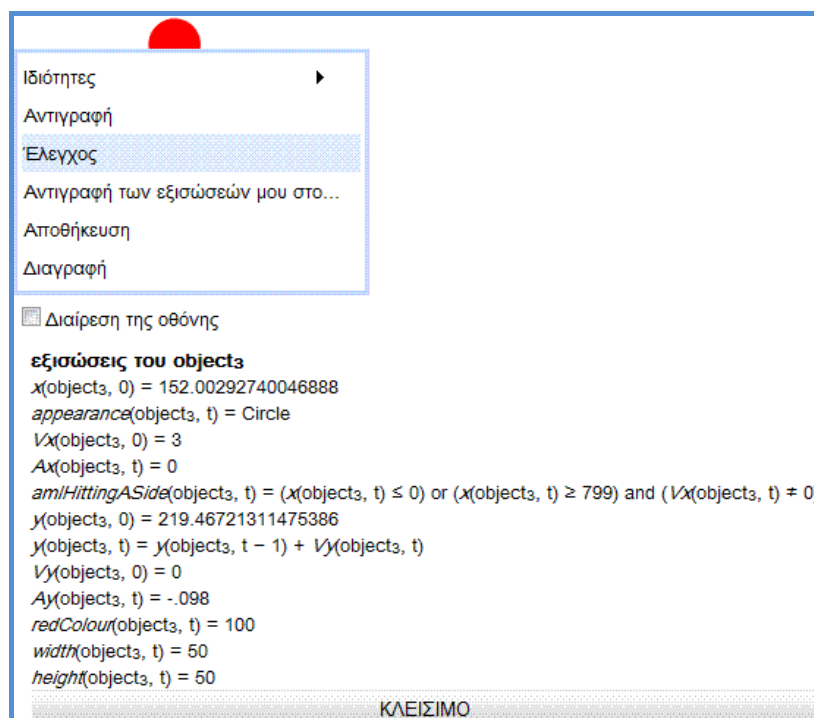 Ιδιότητες
Αντιγραφή
Έλεγχος
Αντιγραφή των εξισώσεών μου στο...
Αποθήκευση
Διαγραφή
Διαίρεση της οθόνης
εξισώσεις του object₃
x(object₃, 0) = 152.00292740046888
appearance(object₃, t) = Circle
Vx(object₃, 0) = 3
Ax(object₃, t) = 0
amIHittingASide(object₃, t) = (x(object₃, t) ≤ 0) or (x(object₃, t) ≥ 799) and (Vx(object₃, t) ≠ 0)
y(object₃, 0) = 219.46721311475386
y(object₃, t) = y(object₃, t − 1) + Vy(object₃, t)
Vy(object₃, 0) = 0
Ay(object₃, t) = -.098
redColour(object₃, t) = 100
width(object₃, t) = 50
height(object₃, t) = 50
ΚΛΕΙΣΙΜΟ